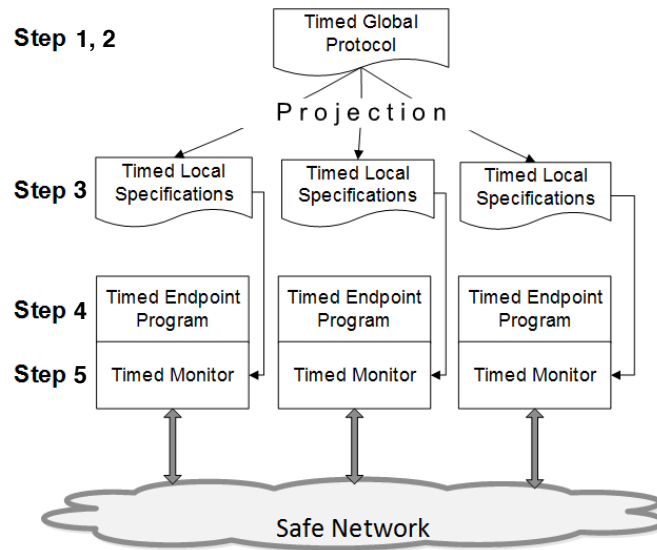 Step 1, 2
Timed Global
Protocol
Projection
Step 3
Timed Local
Specifications
Timed Local
Specifications
Timed Local
Specifications
Step 4
Timed Endpoint
Program
Timed Endpoint
Program
Timed Endpoint
Program
Step 5
Timed Monitor
Timed Monitor
Timed Monitor
Safe Network